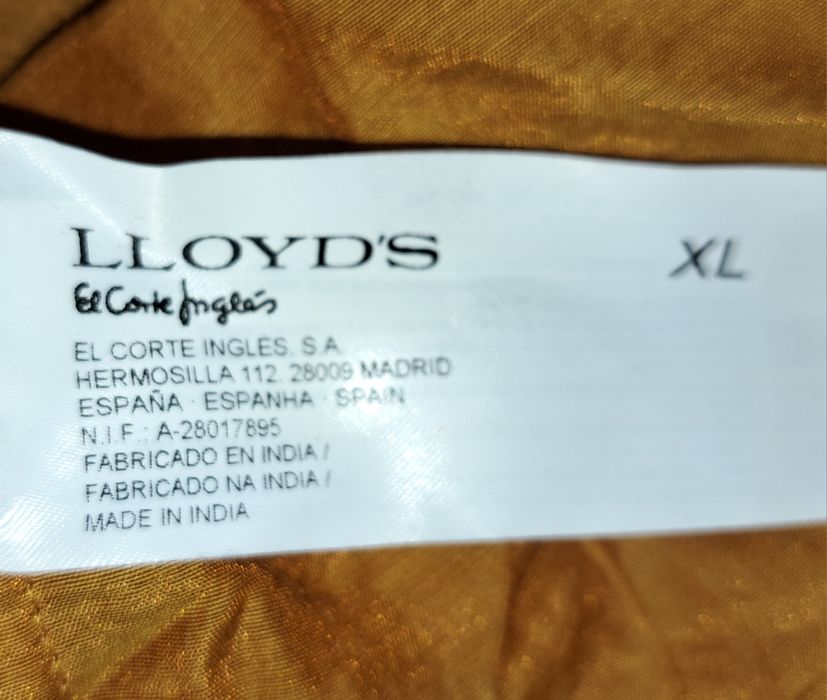 LLOYD'S
XL
El Corte Inglés
EL CORTE INGLES. S.A.
HERMOSILLA 112. 28009 MADRID
ESPAÑA · ESPANHA · SPAIN
N.I.F.: A-28017895
FABRICADO EN INDIA /
FABRICADO NA INDIA /
MADE IN INDIA